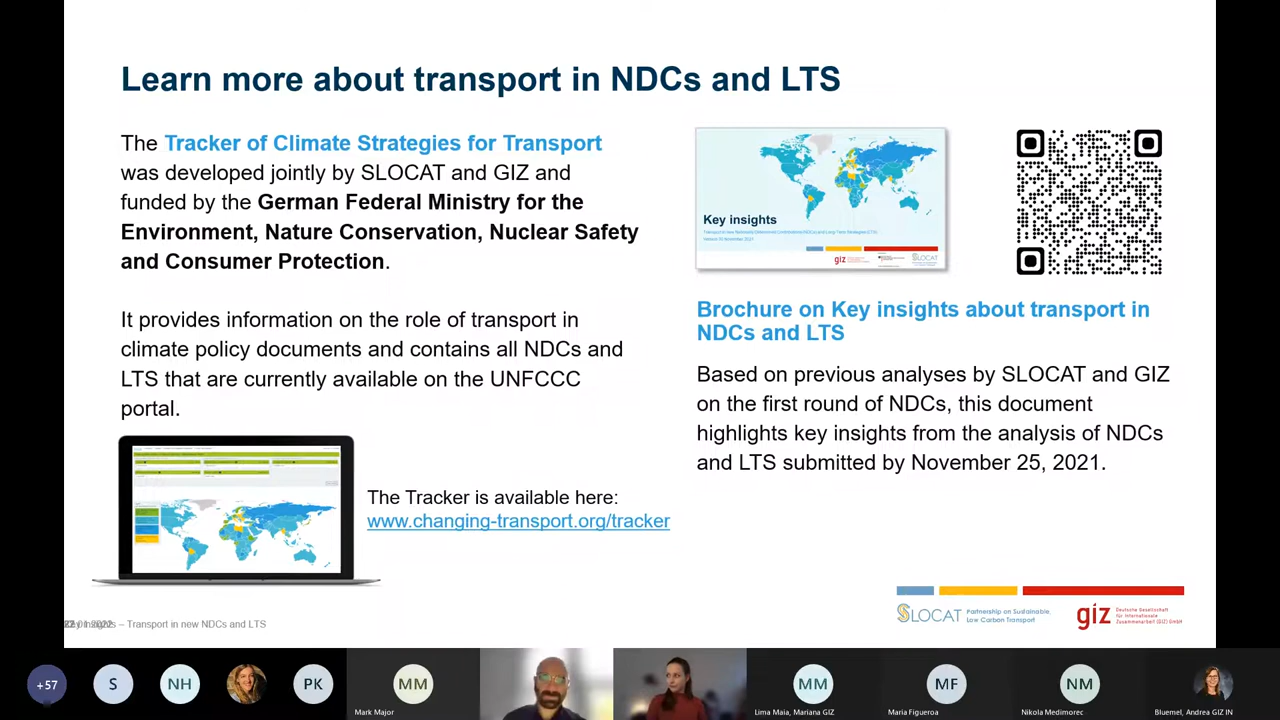 Learn more about transport in NDCs and LTS
The Tracker of Climate Strategies for Transport
was developed jointly by SLOCAT and GIZ and
funded by the German Federal Ministry for the
Environment, Nature Conservation, Nuclear Safety
and Consumer Protection.
It provides information on the role of transport in
climate policy documents and contains all NDCs and
LTS that are currently available on the UNFCCC
portal.
The Tracker is available here:
www.changing-transport.org/tracker
Key insights
giz
SLOCAT
Brochure on Key insights about transport in
NDCs and LTS
Based on previous analyses by SLOCAT and GIZ
on the first round of NDCs, this document
highlights key insights from the analysis of NDCs
and LTS submitted by November 25, 2021.
SLOCAT
Partnership on Sustainable,
Low Carbon Transport
giz
Deutsche Gesellschaft
für Internationale
Zusammenarbeit (GIZ) GmbH
– Transport in new NDCs and LTS
+57
S
NH
PK
MM
Mark Major
MM
Lima Maia, Mariana GIZ
MF
Maria Figueroa
NM
Nikola Medimorec
Bluemel, Andrea GIZ IN